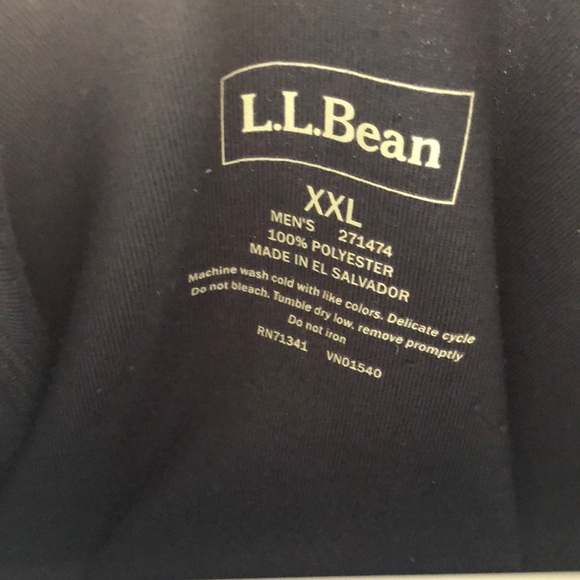 L.L.Bean
XXL
MEN'S 271474
100% POLYESTER
MADE IN EL SALVADOR
Machine wash cold with like colors. Delicate cycle
Do not bleach. Tumble dry low, remove promptly
Do not iron
RN71341 VN01540